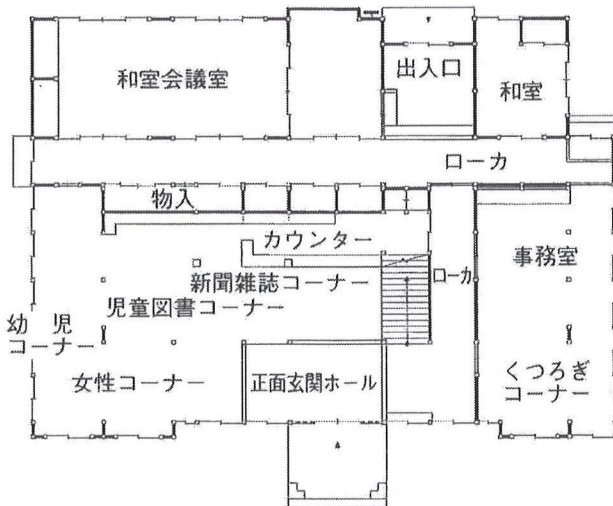 和室会議室
出入口
和室
ローカ
物入
カウンター
事務室
新聞雑誌コーナー
ローカ
児童図書コーナー
幼児
コーナー
女性コーナー
正面玄関ホール
くつろぎ
コーナー